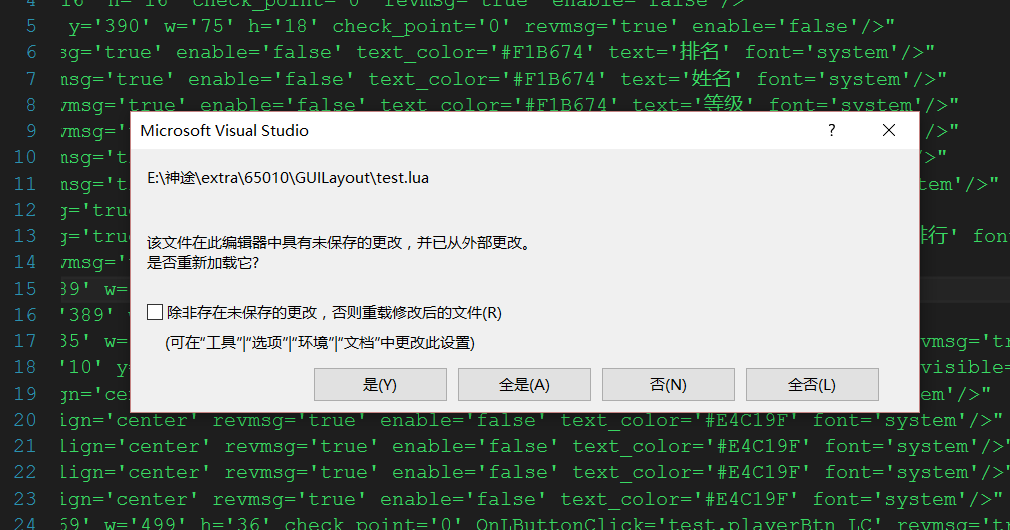 4 16' h='16' check_point='0' revmsg='true' enable='false'/>
5 y='390' w='75' h='18' check_point='0' revmsg='true' enable='false'/>
6 sg='true' enable='false' text_color='#F1B674' text='排名' font='system'/>"
7 msg='true' enable='false' text_color='#F1B674' text='姓名' font='system'/>"
8 vmsg='true' enable='false' text_color='#F1B674' text='等级' font='system'/>"
Microsoft Visual Studio ? ×
9 vmsg='t />"
10 msg='t />"
E:\神途\extra\65010\GUILayout\test.lua
11 msg='t tem'/>"
12 g='tru
13 g='tru 排行' fon
该文件在此编辑器中具有未保存的更改，并已从外部更改。
14 vmsg='
是否重新加载它?
15 39' w=
16 '389'
除非存在未保存的更改，否则重载修改后的文件(R)
17 35' w= vmsg='tr
(可在“工具”|“选项”|“环境”|“文档”中更改此设置)
18 '10' y visible=
19 ign='ce em'/>"
是(Y) 全是(A) 否(N) 全否(L)
20 ign='center' revmsg='true' enable='false' text_color='#E4C19F' font='system'/>"
21 lign='center' revmsg='true' enable='false' text_color='#E4C19F' font='system'/>"
22 lign='center' revmsg='true' enable='false' text_color='#E4C19F' font='system'/>"
23 ign='center' revmsg='true' enable='false' text_color='#E4C19F' font='system'/>"
24 59' w='499' h='36' check_point='0' OnLButtonClick='test.playerBtn_LC' revmsg='t